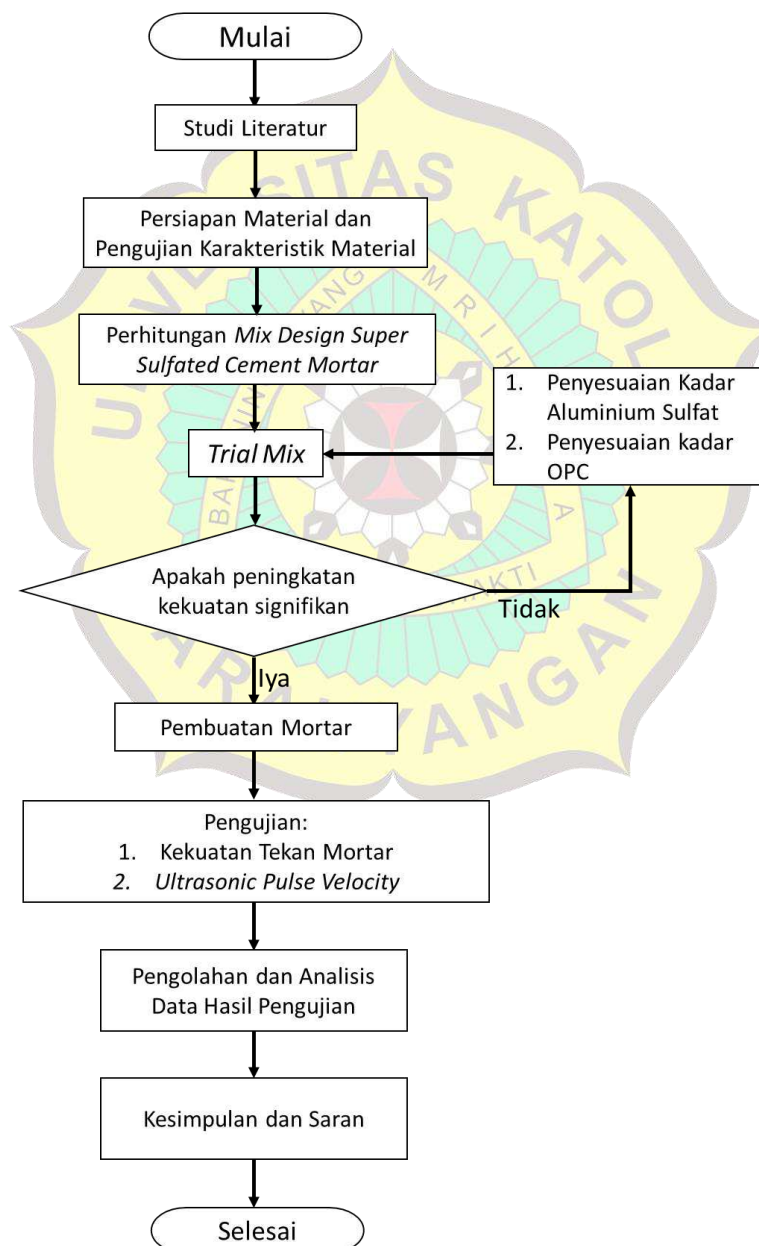 Mulai
Studi Literatur
Persiapan Material dan
Pengujian Karakteristik Material
Perhitungan Mix Design Super
Sulfated Cement Mortar
1. Penyesuaian Kadar
Aluminium Sulfat
2. Penyesuaian kadar
OPC
Trial Mix
Apakah peningkatan
kekuatan signifikan
Tidak
Iya
Pembuatan Mortar
Pengujian:
1. Kekuatan Tekan Mortar
2. Ultrasonic Pulse Velocity
Pengolahan dan Analisis
Data Hasil Pengujian
Kesimpulan dan Saran
Selesai